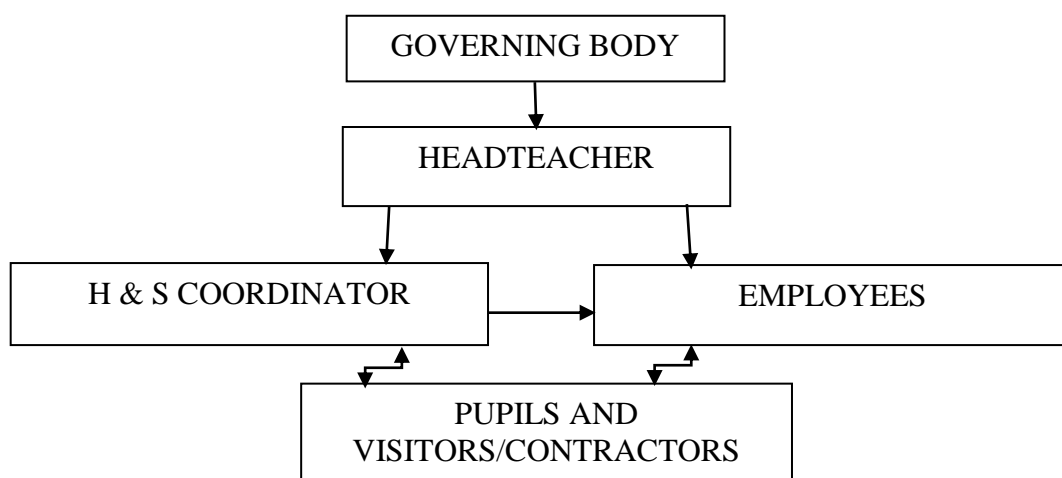 GOVERNING BODY
HEADTEACHER
H & S COORDINATOR
EMPLOYEES
PUPILS AND
VISITORS/CONTRACTORS